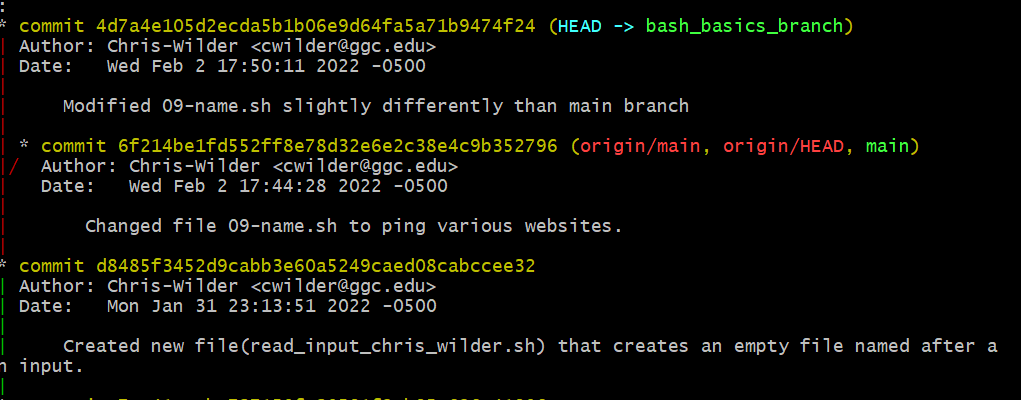 :
* commit 4d7a4e105d2ecda5b1b06e9d64fa5a71b9474f24 (HEAD -> bash_basics_branch)
| Author: Chris-Wilder <cwilder@ggc.edu>
| Date:   Wed Feb 2 17:50:11 2022 -0500
|
|     Modified 09-name.sh slightly differently than main branch
|
| * commit 6f214be1fd552ff8e78d32e6e2c38e4c9b352796 (origin/main, origin/HEAD, main)
|/  Author: Chris-Wilder <cwilder@ggc.edu>
|   Date:   Wed Feb 2 17:44:28 2022 -0500
|
|       Changed file 09-name.sh to ping various websites.
|
* commit d8485f3452d9cabb3e60a5249caed08cabccee32
| Author: Chris-Wilder <cwilder@ggc.edu>
| Date:   Mon Jan 31 23:13:51 2022 -0500
|
|     Created new file(read_input_chris_wilder.sh) that creates an empty file named after a
n input.
|